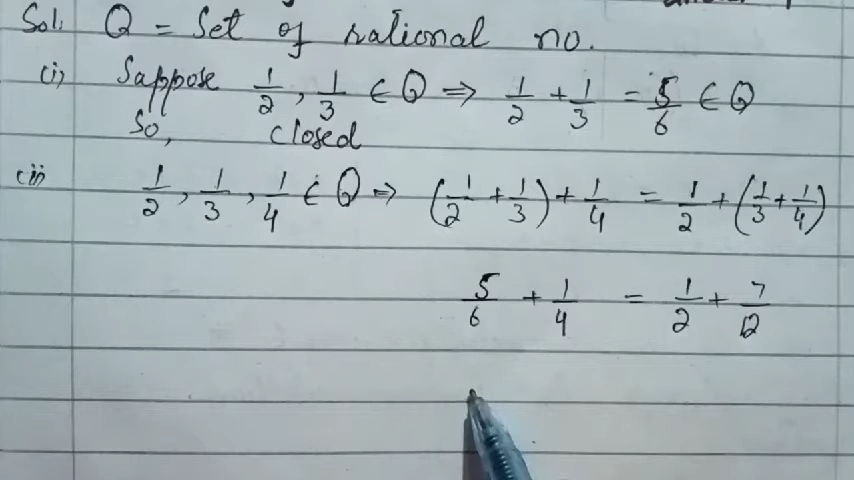 Sol: Q = Set of rational no.
(i) Suppose 1/2, 1/3 ∈ Q ⇒ 1/2 + 1/3 = 5/6 ∈ Q
So, closed
(ii) 1/2, 1/3, 1/4 ∈ Q ⇒ (1/2 + 1/3) + 1/4 = 1/2 + (1/3 + 1/4)
5/6 + 1/4 = 1/2 + 7/12